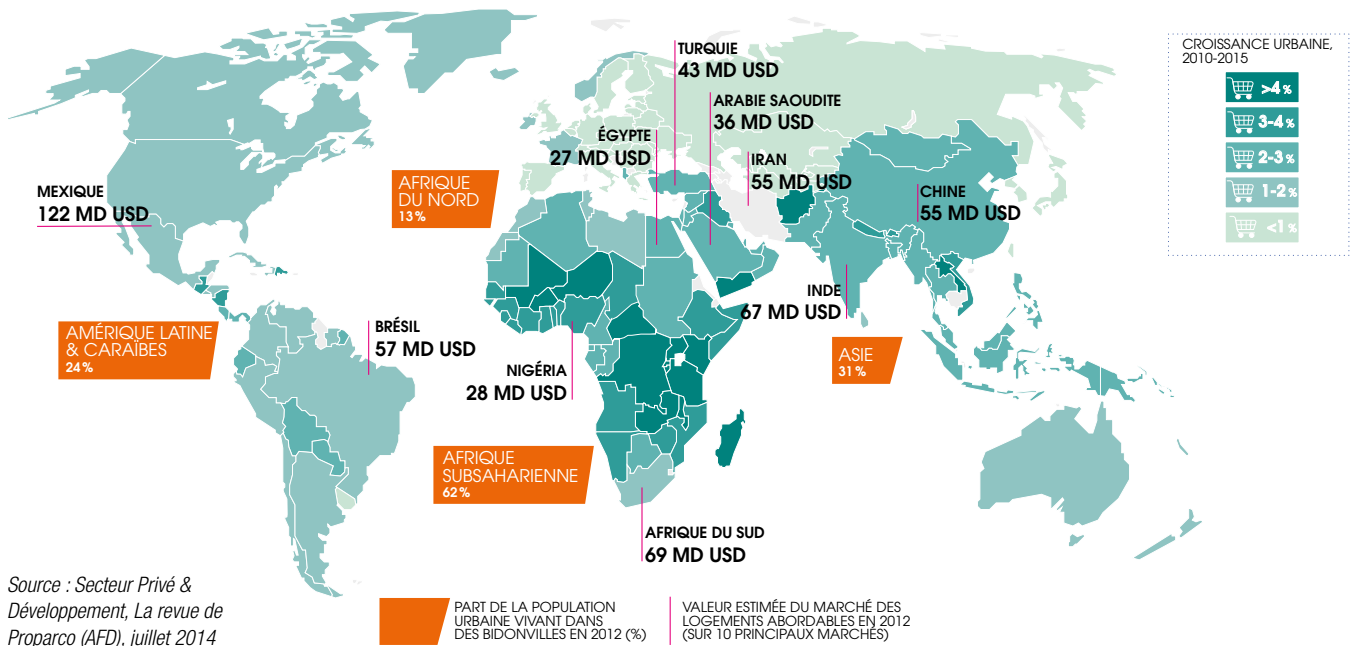 CROISSANCE URBAINE,
2010-2015
>4 %
3-4 %
2-3 %
1-2 %
<1 %
TURQUIE
43 MD USD
ARABIE SAOUDITE
36 MD USD
ÉGYPTE
27 MD USD
IRAN
55 MD USD
CHINE
55 MD USD
MEXIQUE
122 MD USD
AFRIQUE
DU NORD
13 %
INDE
67 MD USD
AMÉRIQUE LATINE
& CARAÏBES
24 %
BRÉSIL
57 MD USD
ASIE
31 %
NIGÉRIA
28 MD USD
AFRIQUE
SUBSAHARIENNE
62 %
AFRIQUE DU SUD
69 MD USD
Source : Secteur Privé &
Développement, La revue de
Proparco (AFD), juillet 2014
PART DE LA POPULATION
URBAINE VIVANT DANS
DES BIDONVILLES EN 2012 (%)
VALEUR ESTIMÉE DU MARCHÉ DES
LOGEMENTS ABORDABLES EN 2012
(SUR 10 PRINCIPAUX MARCHÉS)